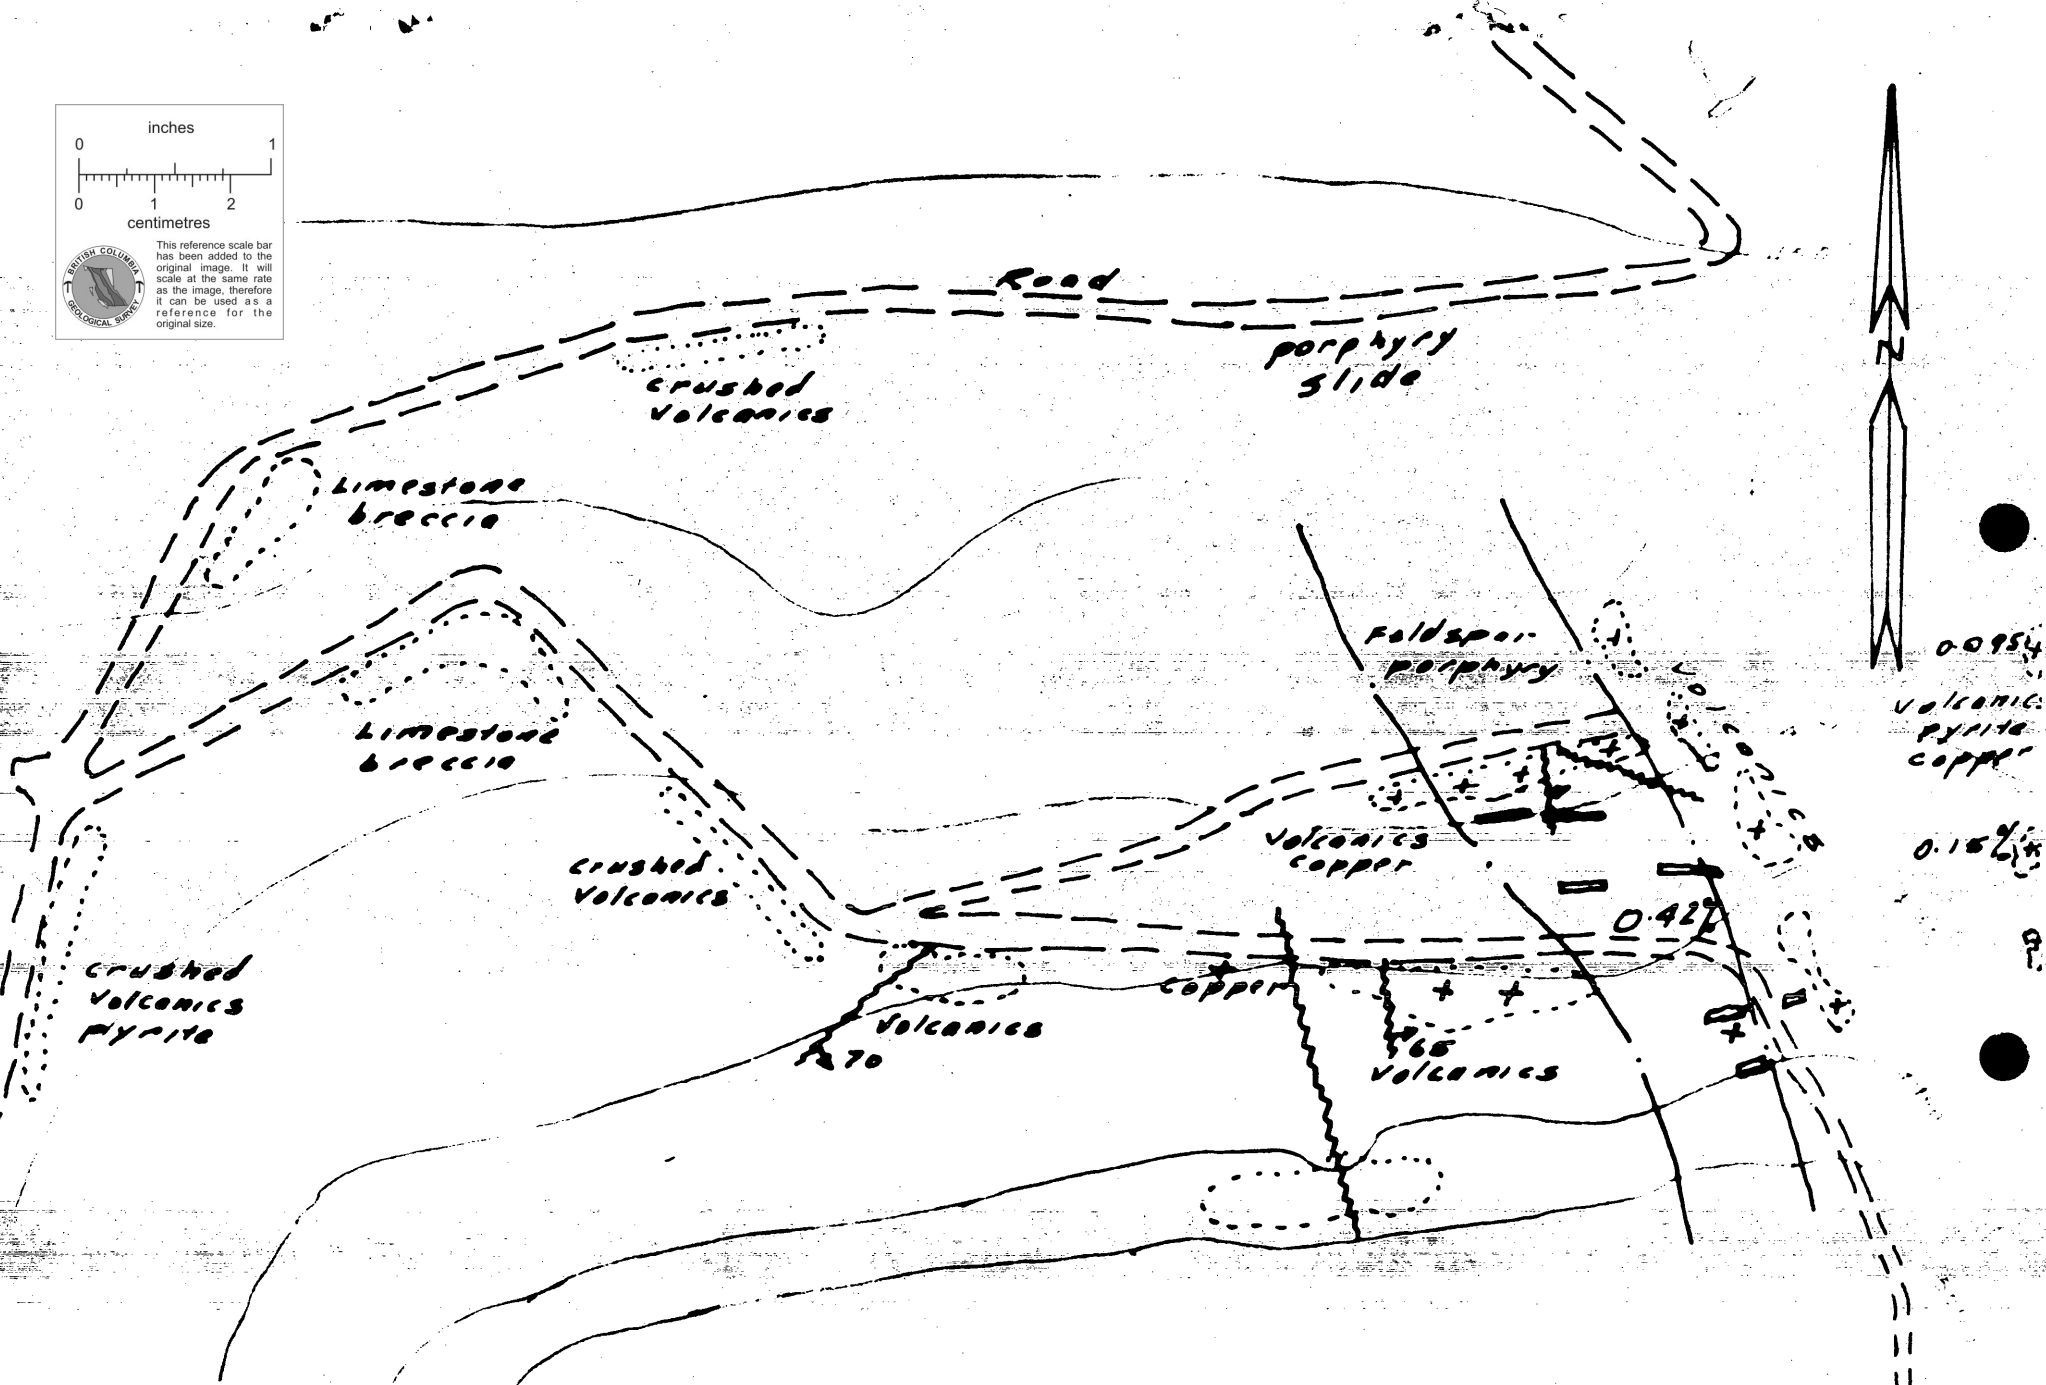 inches
0 1
0 1 2
centimetres
This reference scale bar
has been added to the
original image. It will
scale at the same rate
as the image, therefore
it can be used as a
reference for the
original size.
BRITISH COLUMBIA
GEOLOGICAL SURVEY
Road
porphyry
slide
N
crushed
volcanics
Limestone
breccia
Feldspar
porphyry
0.0954
volcanic
pyrite
copper
volcanics
Limestone
breccia
Volcanics
copper
0.15%
crushed
volcanics
0.42%
crushed
volcanics
pyrite
copper
volcanics
70
65
volcanics